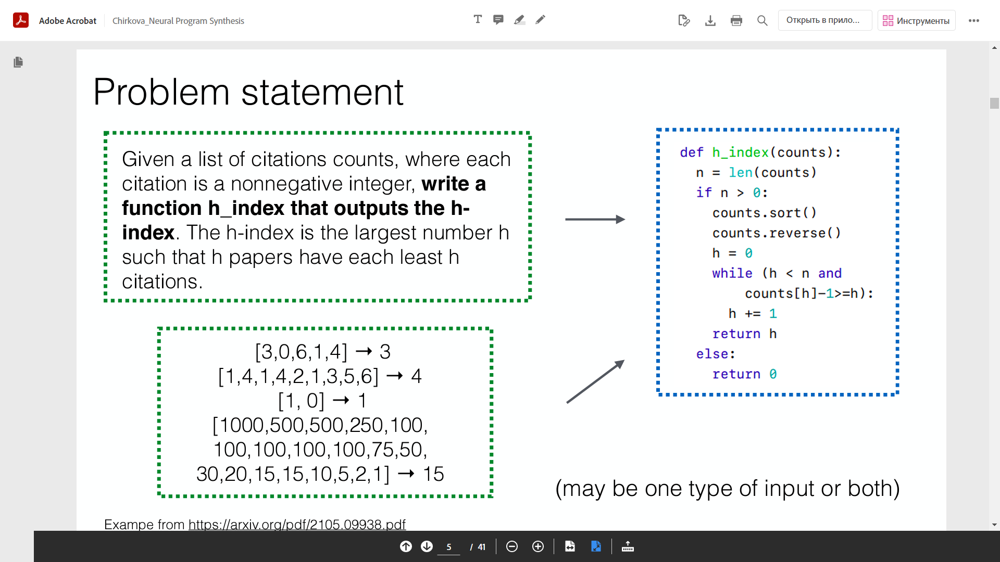 Adobe Acrobat
Chirkova_Neural Program Synthesis
Открыть в прило...
Инструменты
Problem statement
Given a list of citations counts, where each
citation is a nonnegative integer, write a
function h_index that outputs the h-
index. The h-index is the largest number h
such that h papers have each least h
citations.
[3,0,6,1,4] → 3
[1,4,1,4,2,1,3,5,6] → 4
[1, 0] → 1
[1000,500,500,250,100,
100,100,100,100,75,50,
30,20,15,15,10,5,2,1] → 15
def h_index(counts):
  n = len(counts)
  if n > 0:
    counts.sort()
    counts.reverse()
    h = 0
    while (h < n and
        counts[h]-1>=h):
      h += 1
    return h
  else:
    return 0
(may be one type of input or both)
Exampe from https://arxiv.org/pdf/2105.09938.pdf
5 / 41